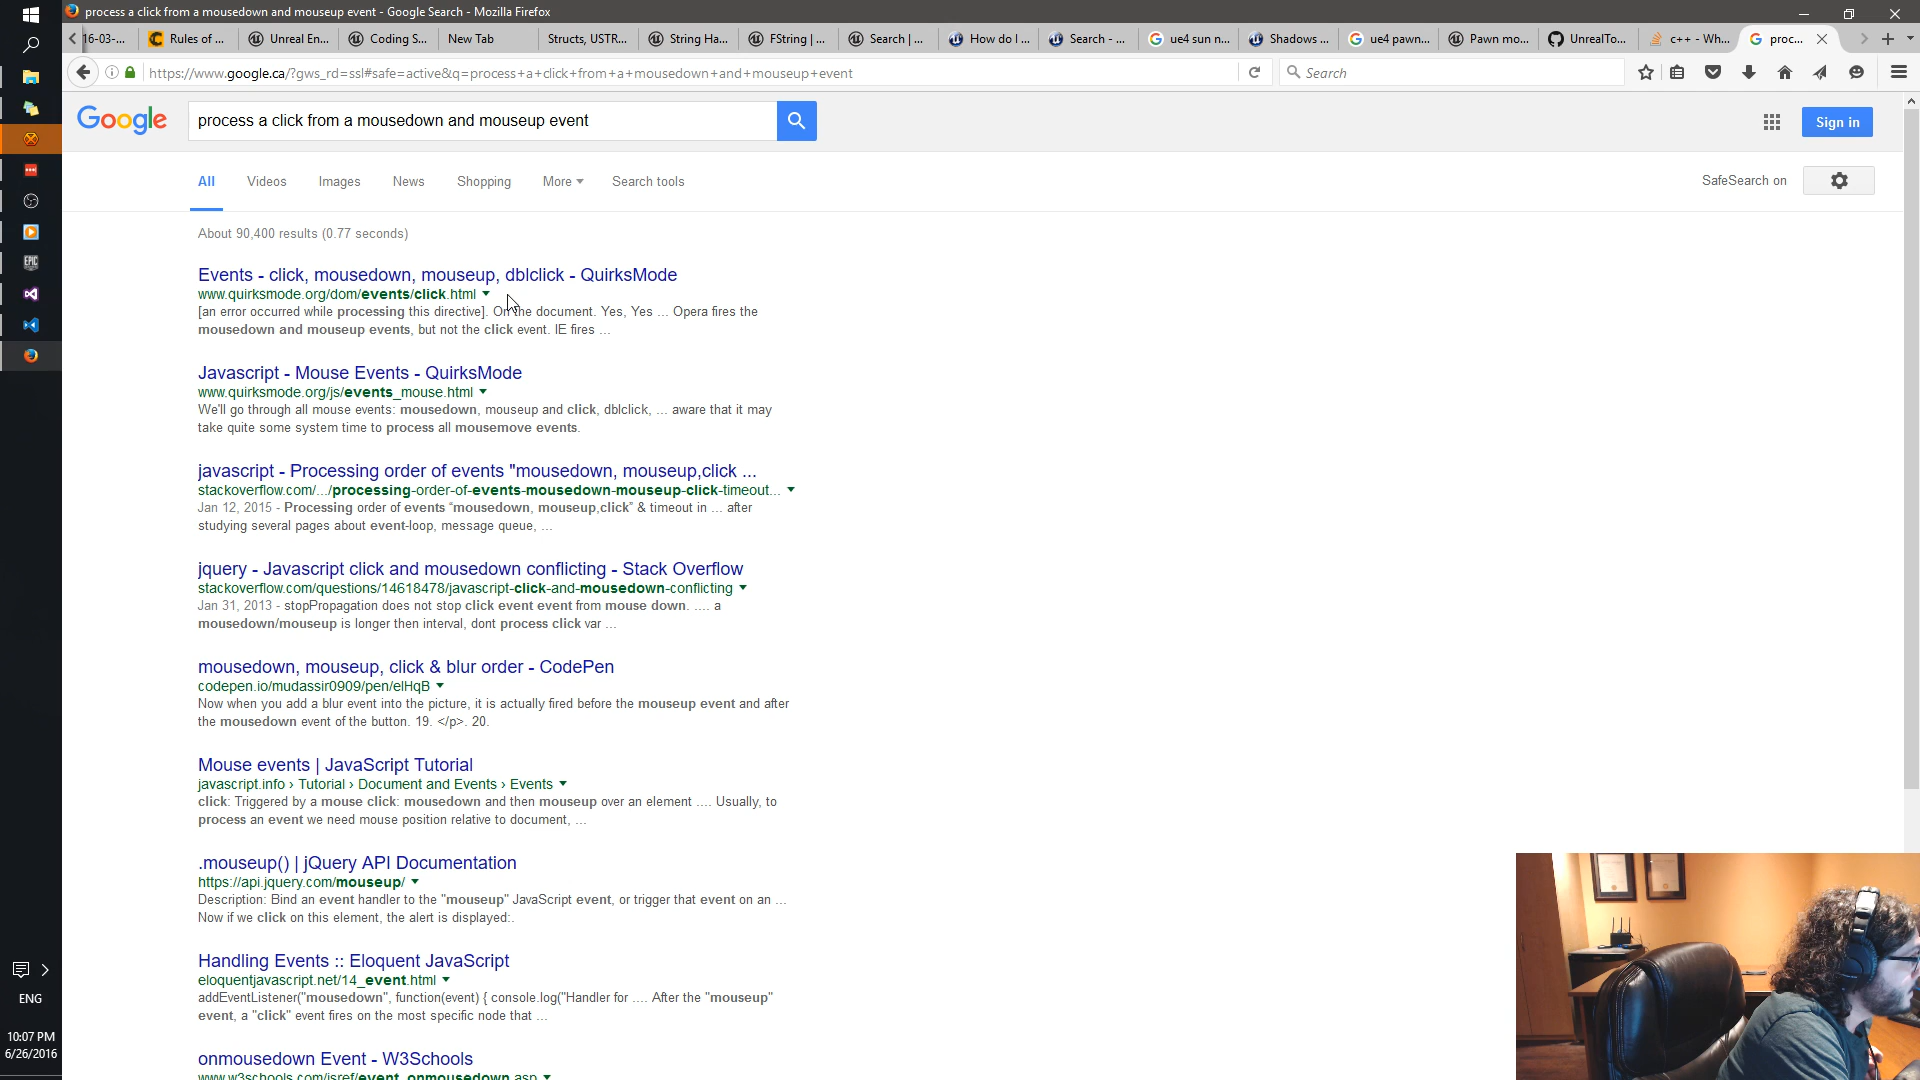 process a click from a mousedown and mouseup event - Google Search - Mozilla Firefox
16-03-...
Rules of ...
Unreal En...
Coding S...
New Tab
Structs, USTR...
String Ha...
FString | ...
Search | ...
How do I ...
Search - ...
ue4 sun n...
Shadows ...
ue4 pawn...
Pawn mo...
UnrealTo...
c++ - Wh...
proc...
https://www.google.ca/?gws_rd=ssl#safe=active&q=process+a+click+from+a+mousedown+and+mouseup+event
Search
Google
process a click from a mousedown and mouseup event
Sign in
All
Videos
Images
News
Shopping
More
Search tools
SafeSearch on
About 90,400 results (0.77 seconds)
Events - click, mousedown, mouseup, dblclick - QuirksMode
www.quirksmode.org/dom/events/click.html
[an error occurred while processing this directive]. On the document. Yes, Yes ... Opera fires the
mousedown and mouseup events, but not the click event. IE fires ...
Javascript - Mouse Events - QuirksMode
www.quirksmode.org/js/events_mouse.html
We'll go through all mouse events: mousedown, mouseup and click, dblclick, ... aware that it may
take quite some system time to process all mousemove events.
javascript - Processing order of events "mousedown, mouseup,click ...
stackoverflow.com/.../processing-order-of-events-mousedown-mouseup-click-timeout...
Jan 12, 2015 - Processing order of events “mousedown, mouseup,click” & timeout in ... after
studying several pages about event-loop, message queue, ...
jquery - Javascript click and mousedown conflicting - Stack Overflow
stackoverflow.com/questions/14618478/javascript-click-and-mousedown-conflicting
Jan 31, 2013 - stopPropagation does not stop click event event from mouse down. .... a
mousedown/mouseup is longer then interval, dont process click var ...
mousedown, mouseup, click & blur order - CodePen
codepen.io/mudassir0909/pen/elHqB
Now when you add a blur event into the picture, it is actually fired before the mouseup event and after
the mousedown event of the button. 19. </p>. 20.
Mouse events | JavaScript Tutorial
javascript.info › Tutorial › Document and Events › Events
click: Triggered by a mouse click: mousedown and then mouseup over an element .... Usually, to
process an event we need mouse position relative to document, ...
.mouseup() | jQuery API Documentation
https://api.jquery.com/mouseup/
Description: Bind an event handler to the "mouseup" JavaScript event, or trigger that event on an ...
Now if we click on this element, the alert is displayed:.
Handling Events :: Eloquent JavaScript
eloquentjavascript.net/14_event.html
addEventListener("mousedown", function(event) { console.log("Handler for .... After the "mouseup"
event, a "click" event fires on the most specific node that ...
onmousedown Event - W3Schools
www.w3schools.com/jsref/event_onmousedown.asp
EPIC
ENG
10:07 PM
6/26/2016